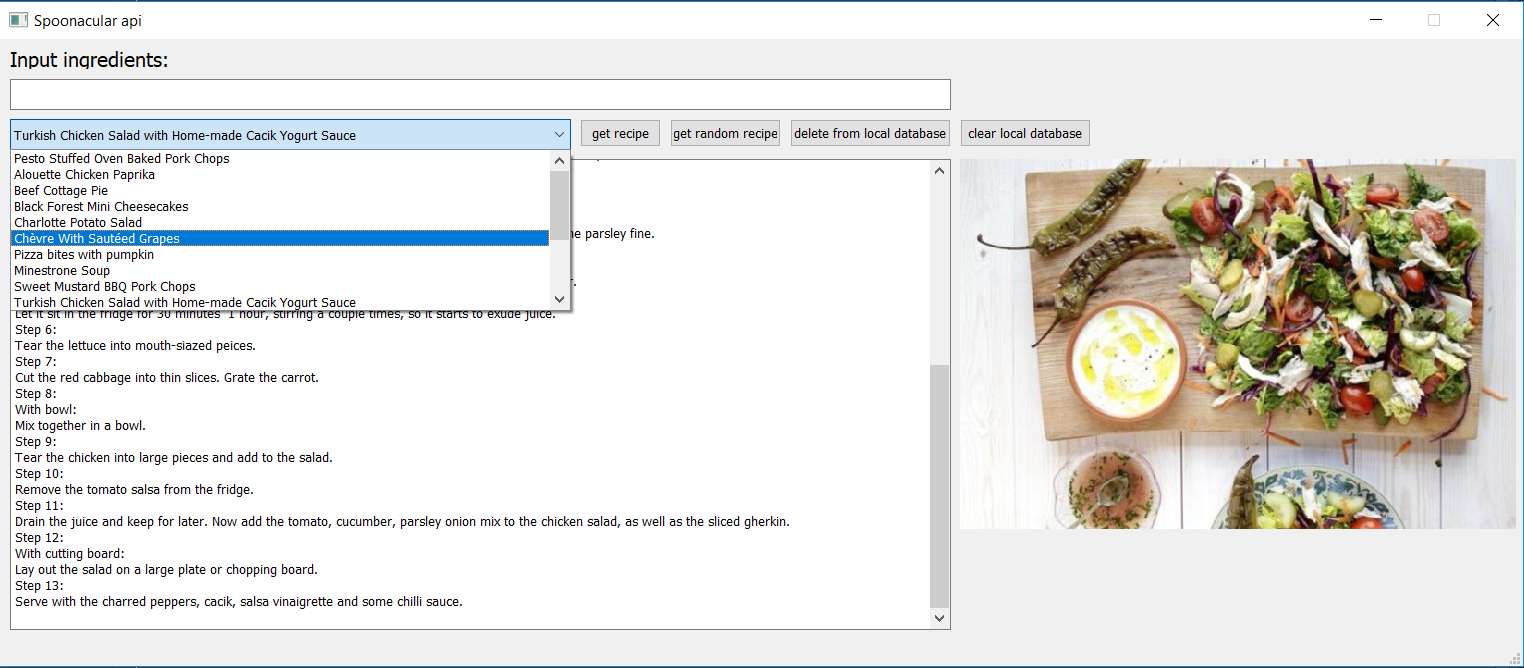 Spoonacular api
Input ingredients:
Turkish Chicken Salad with Home-made Cacik Yogurt Sauce
get recipe
get random recipe
delete from local database
clear local database
Pesto Stuffed Oven Baked Pork Chops
Alouette Chicken Paprika
Beef Cottage Pie
Black Forest Mini Cheesecakes
Charlotte Potato Salad
Chèvre With Sautéed Grapes
parsley fine.
Pizza bites with pumpkin
Minestrone Soup
Sweet Mustard BBQ Pork Chops
Turkish Chicken Salad with Home-made Cacik Yogurt Sauce
Let it sit in the fridge for 30 minutes 1 hour, stirring a couple times, so it starts to exude juice.
Step 6:
Tear the lettuce into mouth-siazed peices.
Step 7:
Cut the red cabbage into thin slices. Grate the carrot.
Step 8:
With bowl:
Mix together in a bowl.
Step 9:
Tear the chicken into large pieces and add to the salad.
Step 10:
Remove the tomato salsa from the fridge.
Step 11:
Drain the juice and keep for later. Now add the tomato, cucumber, parsley onion mix to the chicken salad, as well as the sliced gherkin.
Step 12:
With cutting board:
Lay out the salad on a large plate or chopping board.
Step 13:
Serve with the charred peppers, cacik, salsa vinaigrette and some chilli sauce.